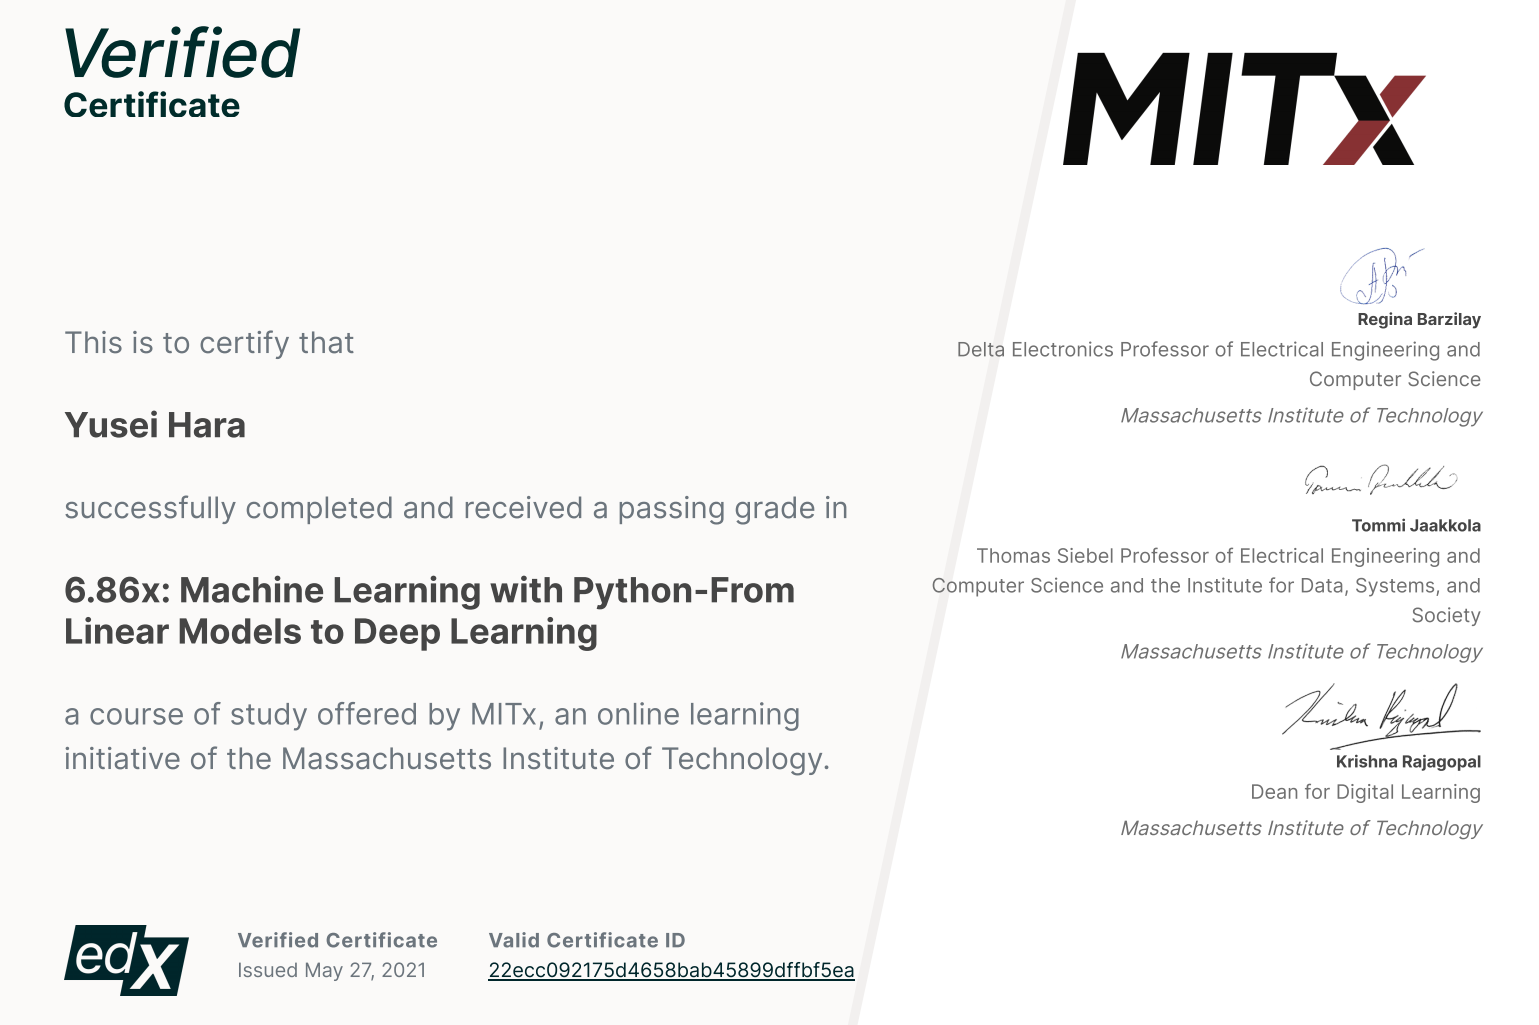 Verified
Certificate
MITx
This is to certify that
Yusei Hara
successfully completed and received a passing grade in
6.86x: Machine Learning with Python-From
Linear Models to Deep Learning
a course of study offered by MITx, an online learning
initiative of the Massachusetts Institute of Technology.
Regina Barzilay
Delta Electronics Professor of Electrical Engineering and
Computer Science
Massachusetts Institute of Technology
Tommi Jaakkola
Tommi Jaakkola
Thomas Siebel Professor of Electrical Engineering and
Computer Science and the Institute for Data, Systems, and
Society
Massachusetts Institute of Technology
Krishna Rajagopal
Krishna Rajagopal
Dean for Digital Learning
Massachusetts Institute of Technology
edX
Verified Certificate
Issued May 27, 2021
Valid Certificate ID
22ecc092175d4658bab45899dffbf5ea